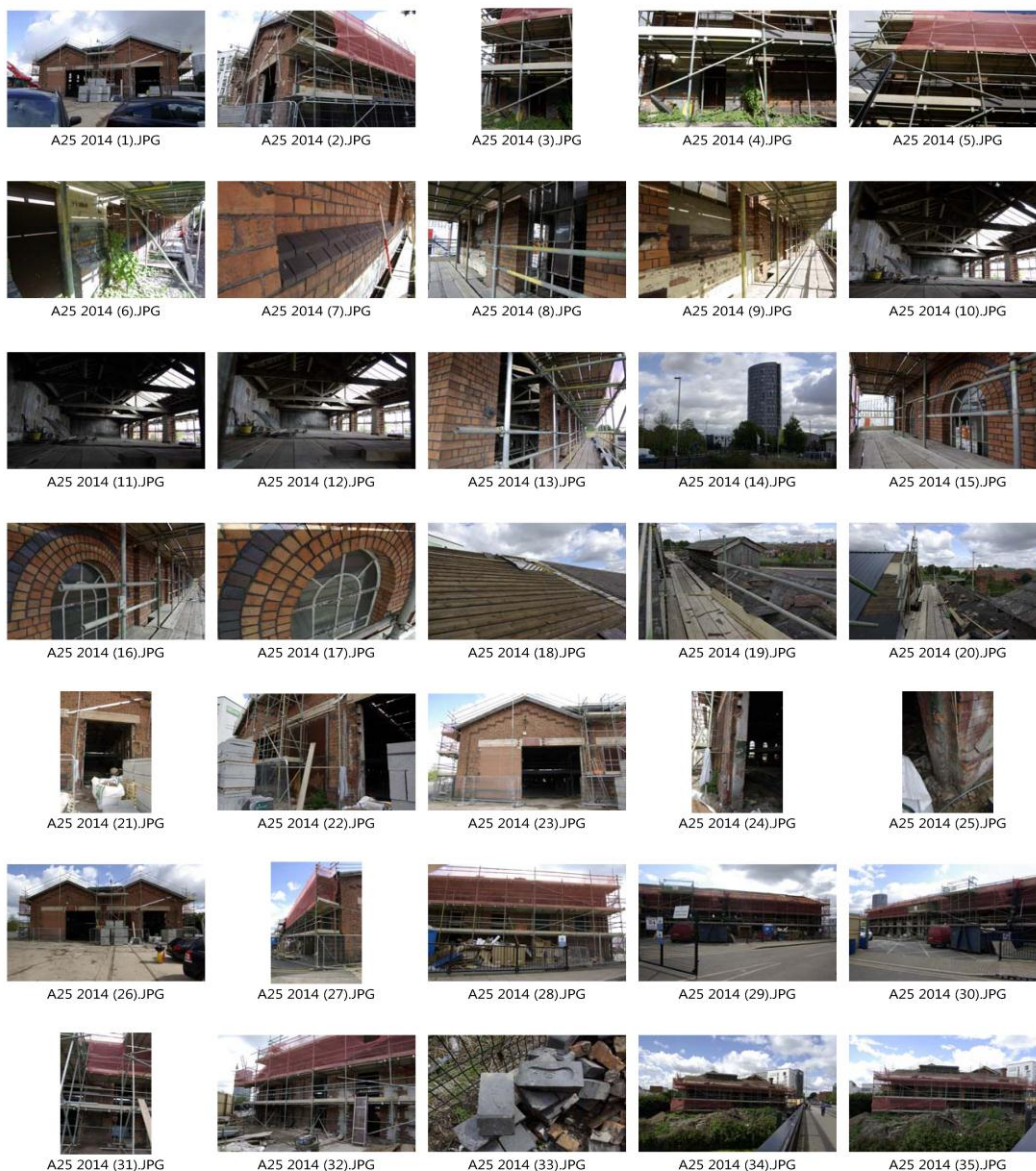 A25 2014 (1).JPG
A25 2014 (2).JPG
A25 2014 (3).JPG
A25 2014 (4).JPG
A25 2014 (5).JPG
A25 2014 (6).JPG
A25 2014 (7).JPG
A25 2014 (8).JPG
A25 2014 (9).JPG
A25 2014 (10).JPG
A25 2014 (11).JPG
A25 2014 (12).JPG
A25 2014 (13).JPG
A25 2014 (14).JPG
A25 2014 (15).JPG
A25 2014 (16).JPG
A25 2014 (17).JPG
A25 2014 (18).JPG
A25 2014 (19).JPG
A25 2014 (20).JPG
A25 2014 (21).JPG
A25 2014 (22).JPG
A25 2014 (23).JPG
A25 2014 (24).JPG
A25 2014 (25).JPG
A25 2014 (26).JPG
A25 2014 (27).JPG
A25 2014 (28).JPG
A25 2014 (29).JPG
A25 2014 (30).JPG
A25 2014 (31).JPG
A25 2014 (32).JPG
A25 2014 (33).JPG
A25 2014 (34).JPG
A25 2014 (35).JPG